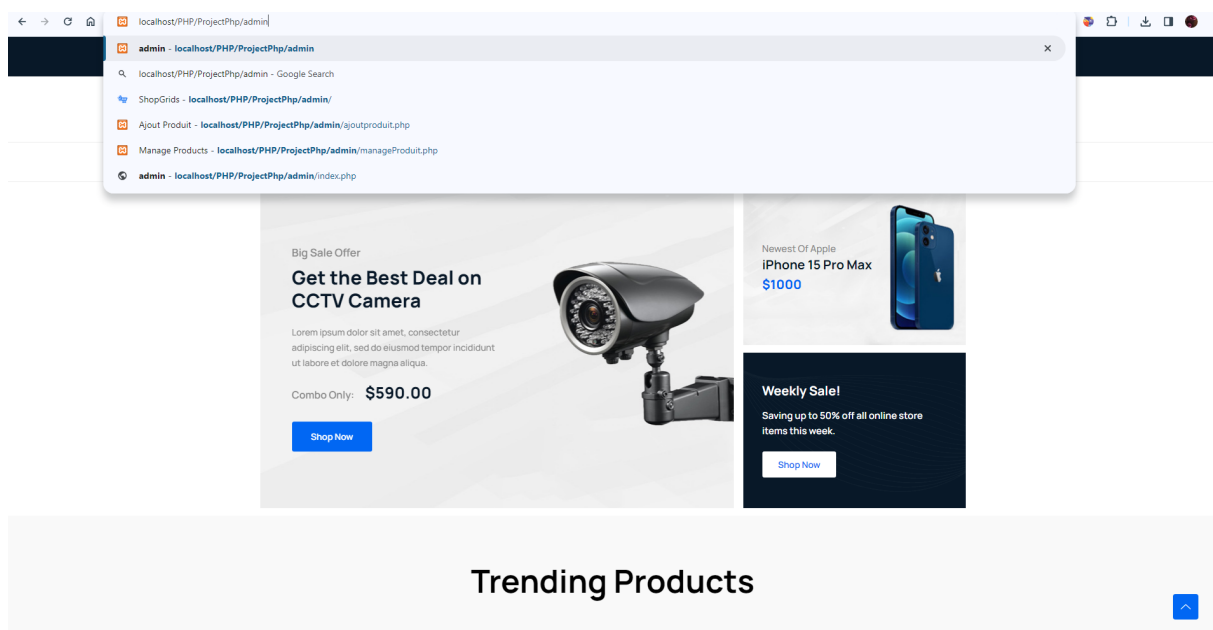 localhost/PHP/ProjectPhp/admin
admin - localhost/PHP/ProjectPhp/admin
localhost/PHP/ProjectPhp/admin - Google Search
ShopGrids - localhost/PHP/ProjectPhp/admin/
Ajout Produit - localhost/PHP/ProjectPhp/admin/ajoutproduit.php
Manage Products - localhost/PHP/ProjectPhp/admin/manageProduit.php
admin - localhost/PHP/ProjectPhp/admin/index.php
Big Sale Offer
Get the Best Deal on
CCTV Camera
Lorem ipsum dolor sit amet, consectetur
adipiscing elit, sed do eiusmod tempor incididunt
ut labore et dolore magna aliqua.
Combo Only: $590.00
Shop Now
Newest Of Apple
iPhone 15 Pro Max
$1000
Weekly Sale!
Saving up to 50% off all online store
items this week.
Shop Now
Trending Products